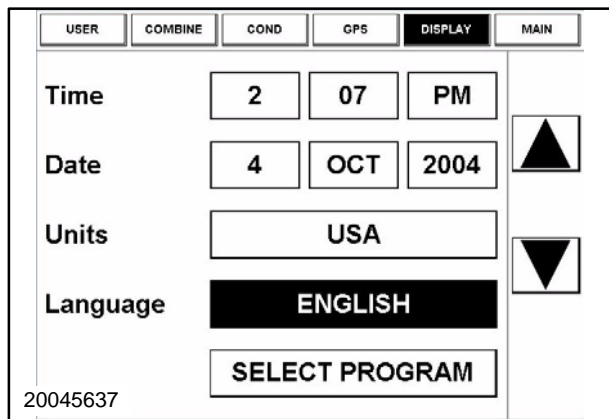 USER COMBINE COND GPS DISPLAY MAIN
Time 2 07 PM
Date 4 OCT 2004
Units USA
Language ENGLISH
SELECT PROGRAM
20045637